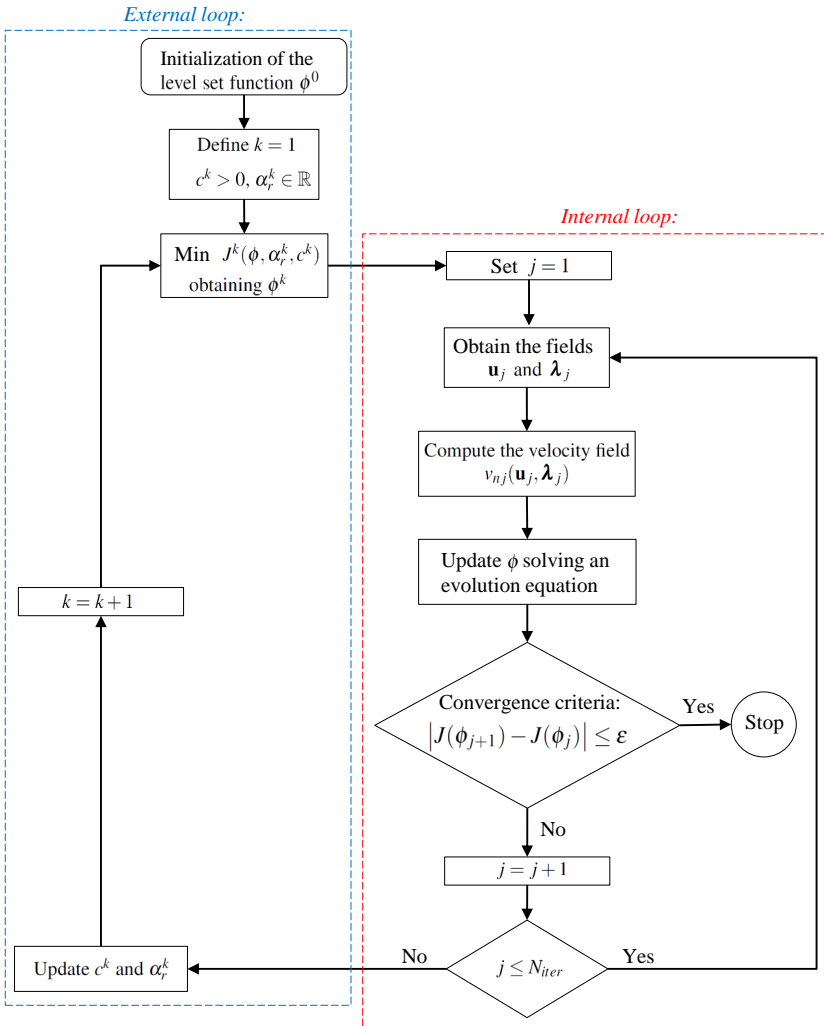 External loop:
Initialization of the
level set function ϕ⁰
Define k = 1
cᵏ > 0, αᵣᵏ ∈ ℝ
Min Jᵏ(ϕ, αᵣᵏ, cᵏ)
obtaining ϕᵏ
k = k + 1
Update cᵏ and αᵣᵏ
Internal loop:
Set j = 1
Obtain the fields
𝐮ⱼ and 𝛌ⱼ
Compute the velocity field
vₙⱼ(𝐮ⱼ, 𝛌ⱼ)
Update ϕ solving an
evolution equation
Convergence criteria:
|J(ϕⱼ₊₁) − J(ϕⱼ)| ≤ ε
Yes
Stop
No
j = j + 1
j ≤ N_{iter}
No
Yes